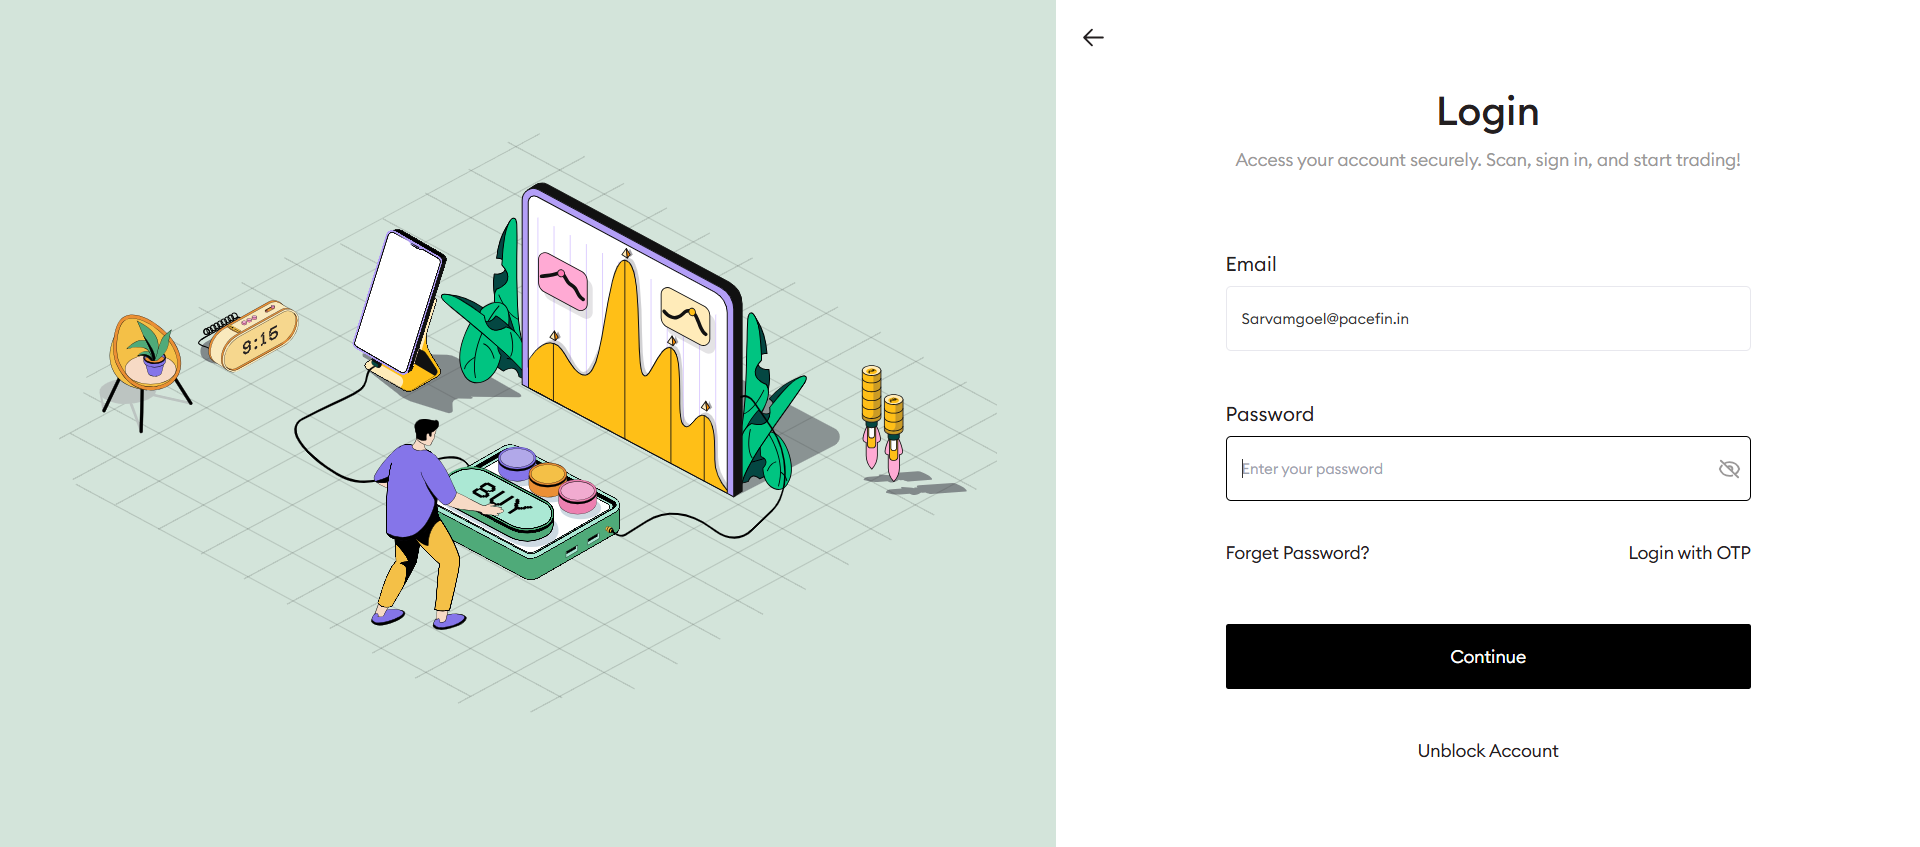 9:15
BUY
Login
Access your account securely. Scan, sign in, and start trading!
Email
Sarvamgoel@pacefin.in
Password
Enter your password
Forget Password? Login with OTP
Continue
Unblock Account